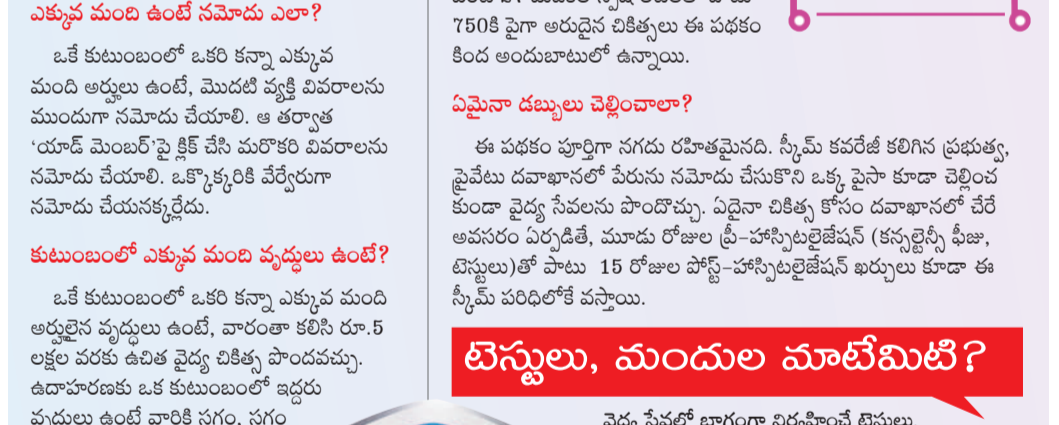 ఎక్కువ మంది ఉంటే నమోదు ఎలా?
ఒకే కుటుంబంలో ఒకరి కన్నా ఎక్కువ
మంది అర్హులు ఉంటే, మొదటి వ్యక్తి వివరాలను
ముందుగా నమోదు చేయాలి. ఆ తర్వాత
‘యాడ్ మెంబర్’పై క్లిక్ చేసి మరొకరి వివరాలను
నమోదు చేయాలి. ఒక్కొక్కరికి వేర్వేరుగా
నమోదు చేయనక్కర్లేదు.
కుటుంబంలో ఎక్కువ మంది వృద్ధులు ఉంటే?
ఒకే కుటుంబంలో ఒకరి కన్నా ఎక్కువ మంది
అర్హులైన వృద్ధులు ఉంటే, వారంతా కలిసి రూ.5
లక్షల వరకు ఉచిత వైద్య చికిత్స పొందవచ్చు.
ఉదాహరణకు ఒక కుటుంబంలో ఇద్దరు
వృద్ధులు ఉంటే వారికి సగం, సగం
750కి పైగా అరుదైన చికిత్సలు ఈ పథకం
కింద అందుబాటులో ఉన్నాయి.
ఏమైనా డబ్బులు చెల్లించాలా?
ఈ పథకం పూర్తిగా నగదు రహితమైనది. స్కీమ్ కవరేజీ కలిగిన ప్రభుత్వ,
ప్రైవేటు దవాఖానలో పేరును నమోదు చేసుకొని ఒక్క పైసా కూడా చెల్లించ
కుండా వైద్య సేవలను పొందొచ్చు. ఏదైనా చికిత్స కోసం దవాఖానలో చేరే
అవసరం ఏర్పడితే, మూడు రోజుల ప్రీ-హాస్పిటలైజేషన్ (కన్సల్టెన్సీ ఫీజు,
టెస్టులు)తో పాటు 15 రోజుల పోస్ట్-హాస్పిటలైజేషన్ ఖర్చులు కూడా ఈ
స్కీమ్ పరిధిలోకే వస్తాయి.
టెస్టులు, మందుల మాటేమిటి?
వైద్య సేవలో భాగంగా నిర్వహించే టెస్టులు,